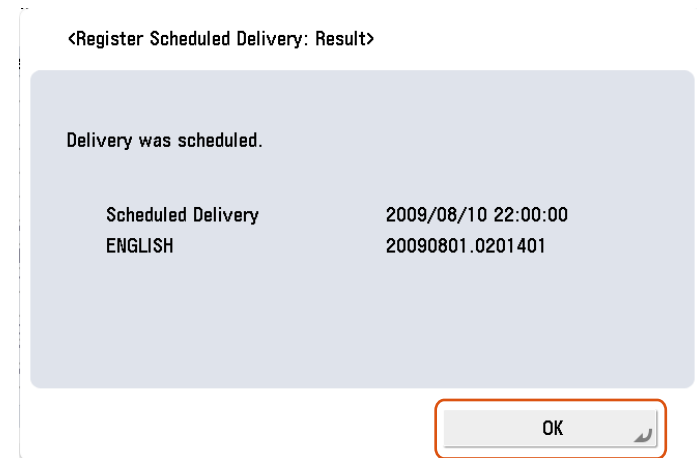 <Register Scheduled Delivery: Result>
Delivery was scheduled.
Scheduled Delivery 2009/08/10 22:00:00
ENGLISH 20090801.0201401
OK